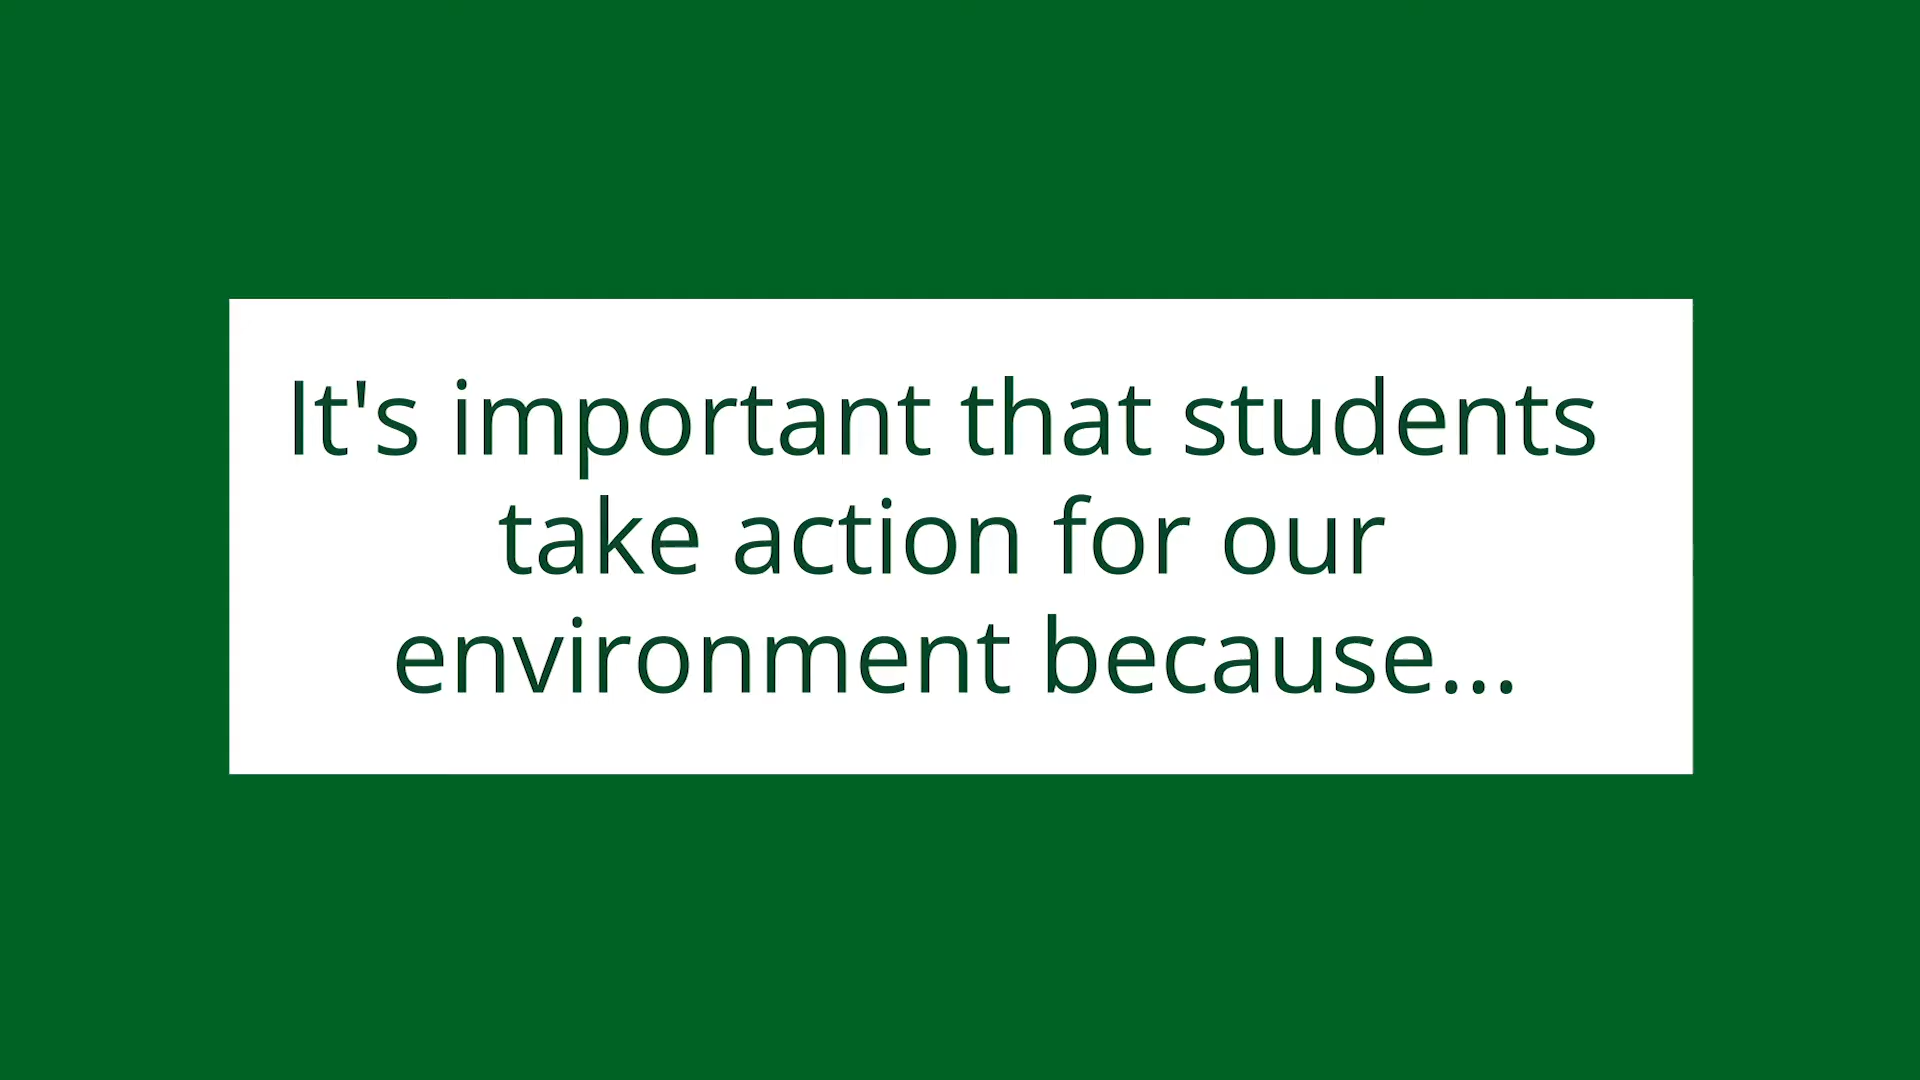 It's important that students
take action for our
environment because...